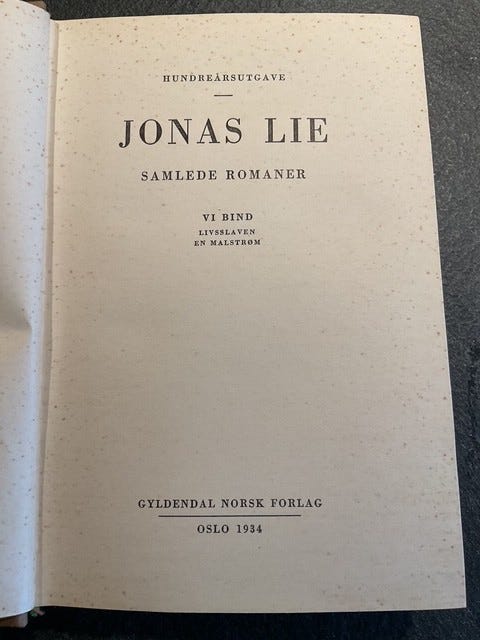 HUNDREÅRSUTGAVE
JONAS LIE
SAMLEDE ROMANER
VI BIND
LIVSSLAVEN
EN MALSTRØM
GYLDENDAL NORSK FORLAG
OSLO 1934